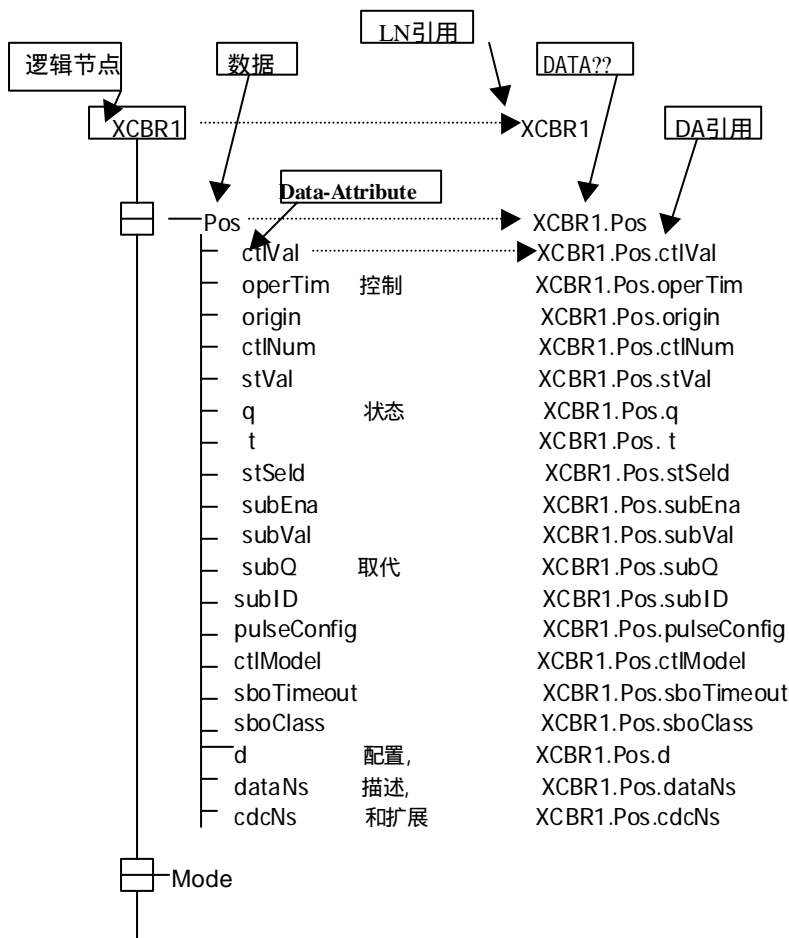 LN引用
逻辑节点 数据 DATA??
XCBR1 XCBR1 DA引用
Data-Attribute
Pos XCBR1.Pos
ctlVal XCBR1.Pos.ctlVal
operTim 控制 XCBR1.Pos.operTim
origin XCBR1.Pos.origin
ctlNum XCBR1.Pos.ctlNum
stVal XCBR1.Pos.stVal
q 状态 XCBR1.Pos.q
t XCBR1.Pos. t
stSeld XCBR1.Pos.stSeld
subEna XCBR1.Pos.subEna
subVal XCBR1.Pos.subVal
subQ 取代 XCBR1.Pos.subQ
subID XCBR1.Pos.subID
pulseConfig XCBR1.Pos.pulseConfig
ctlModel XCBR1.Pos.ctlModel
sboTimeout XCBR1.Pos.sboTimeout
sboClass XCBR1.Pos.sboClass
d 配置, XCBR1.Pos.d
dataNs 描述, XCBR1.Pos.dataNs
cdcNs 和扩展 XCBR1.Pos.cdcNs
Mode